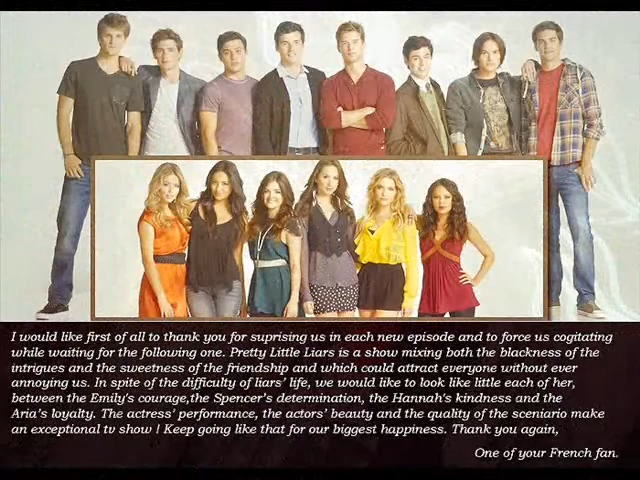 I would like first of all to thank you for suprising us in each new episode and to force us cogitating
while waiting for the following one. Pretty Little Liars is a show mixing both the blackness of the
intrigues and the sweetness of the friendship and which could attract everyone without ever
annoying us. In spite of the difficulty of liars' life, we would like to look like little each of her,
between the Emily's courage,the Spencer's determination, the Hannah's kindness and the
Aria's loyalty. The actress' performance, the actors' beauty and the quality of the sceniario make
an exceptional tv show ! Keep going like that for our biggest happiness. Thank you again,
One of your French fan.